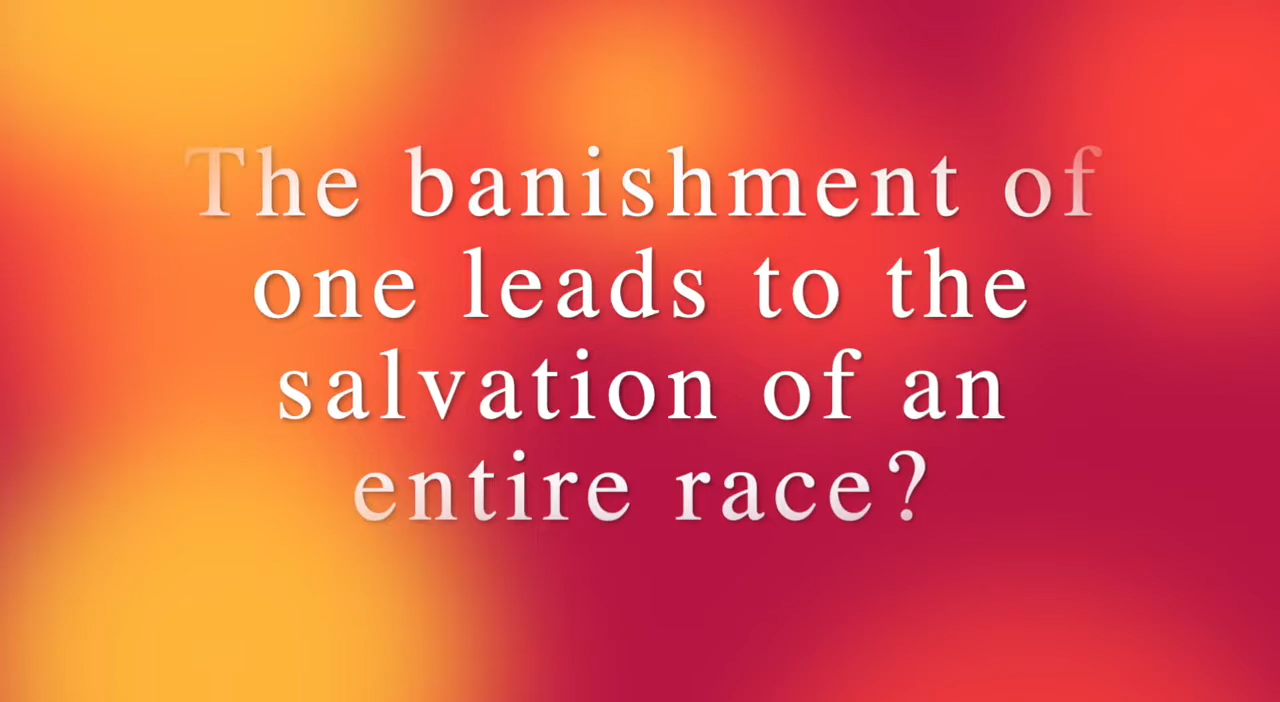 The banishment of
one leads to the
salvation of an
entire race?